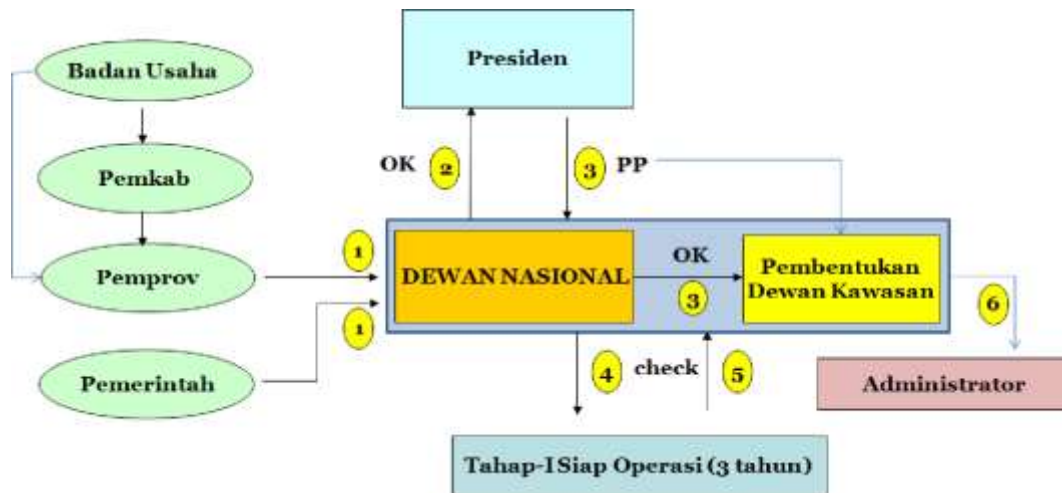 Presiden
Badan Usaha
OK
2
3
PP
Pemkab
1
DEWAN NASIONAL
OK
3
Pembentukan
Dewan Kawasan
Pemprov
1
6
4
check
5
Pemerintah
Administrator
Tahap-I Siap Operasi (3 tahun)